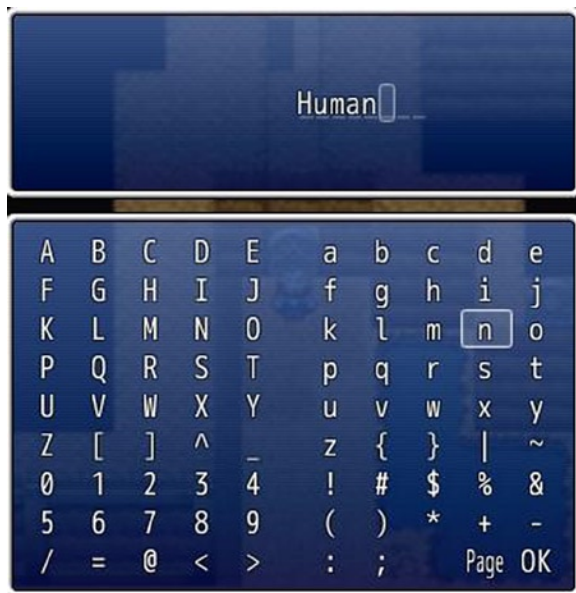 Human
A B C D E a b c d e
F G H I J f g h i j
K L M N O k l m n o
P Q R S T p q r s t
U V W X Y u v w x y
Z [ ] ^ _ z { } | ~
0 1 2 3 4 ! # $ % &
5 6 7 8 9 ( ) * + -
/ = @ < > : ; Page OK